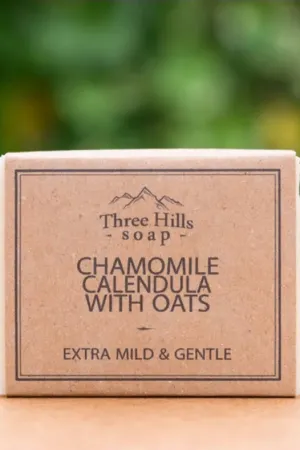 Three Hills
- soap -
CHAMOMILE
CALENDULA
WITH OATS
EXTRA MILD & GENTLE